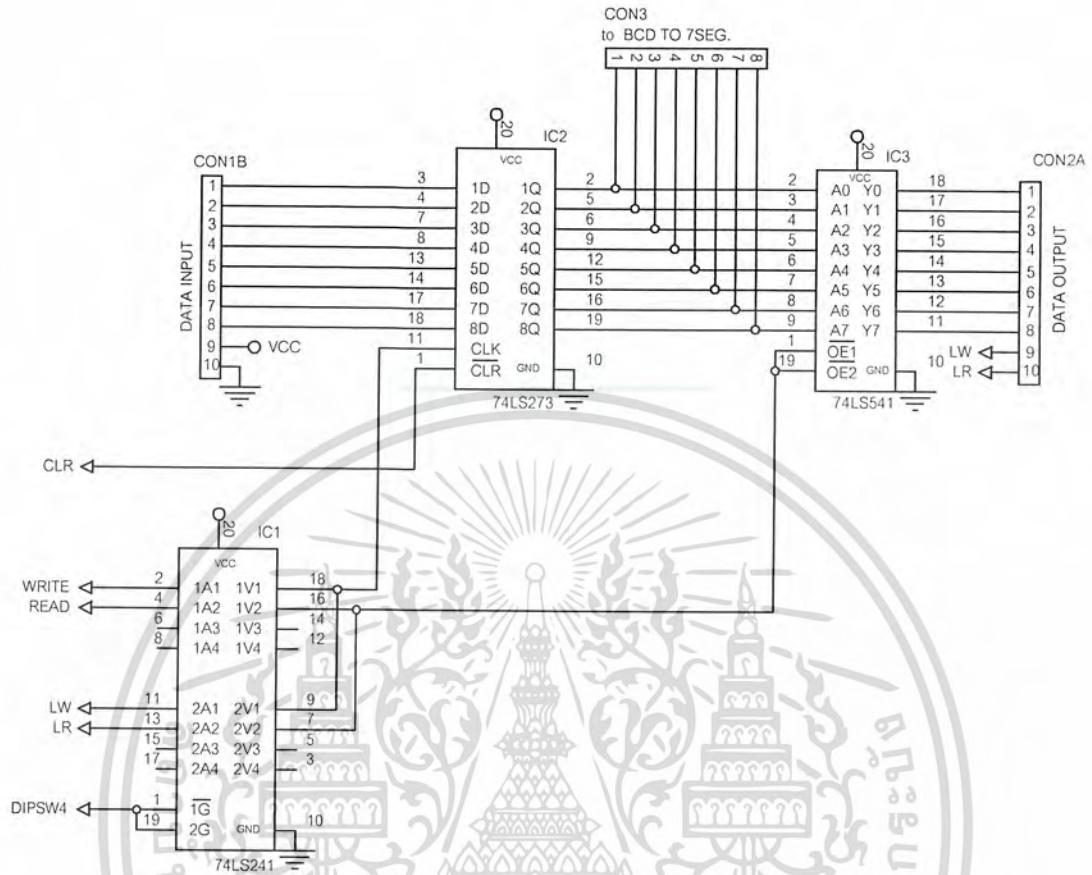 CON3
to BCD TO 7SEG.
1 2 3 4 5 6 7 8
CON1B
DATA INPUT
1
2
3
4
5
6
7
8
9
10
VCC
20
IC2
VCC
3 1D 1Q 2
4 2D 2Q 5
7 3D 3Q 6
8 4D 4Q 9
13 5D 5Q 12
14 6D 6Q 15
17 7D 7Q 16
18 8D 8Q 19
11 CLK
1 CLR GND 10
74LS273
20
IC3
VCC
2 A0 Y0 18
3 A1 Y1 17
4 A2 Y2 16
5 A3 Y3 15
6 A4 Y4 14
7 A5 Y5 13
8 A6 Y6 12
9 A7 Y7 11
1 OE1
19 OE2 GND 10
74LS541
CON2A
DATA OUTPUT
1
2
3
4
5
6
7
8
LW 9
LR 10
CLR
20
IC1
VCC
WRITE 2 1A1 1V1 18
READ 4 1A2 1V2 16
6 1A3 1V3 14
8 1A4 1V4 12
LW 11 2A1 2V1 9
LR 13 2A2 2V2 7
15 2A3 2V3 5
17 2A4 2V4 3
DIPSW4 1 1G
19 2G GND 10
74LS241